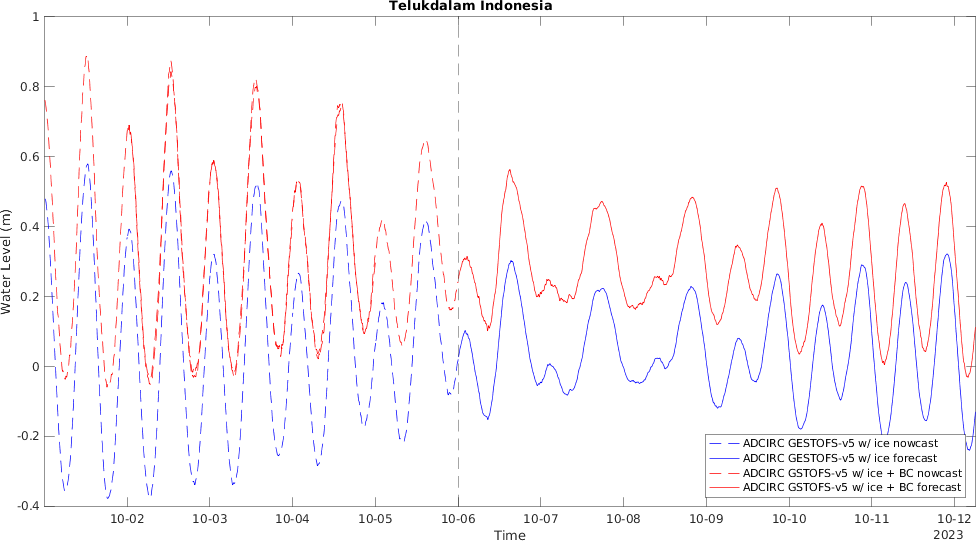 Telukdalam Indonesia
Water Level (m)
1
0.8
0.6
0.4
0.2
0
-0.2
-0.4
ADCIRC GESTOFS-v5 w/ ice nowcast
ADCIRC GESTOFS-v5 w/ ice forecast
ADCIRC GSTOFS-v5 w/ ice + BC nowcast
ADCIRC GSTOFS-v5 w/ ice + BC forecast
10-02 10-03 10-04 10-05 10-06 10-07 10-08 10-09 10-10 10-11 10-12
Time
2023